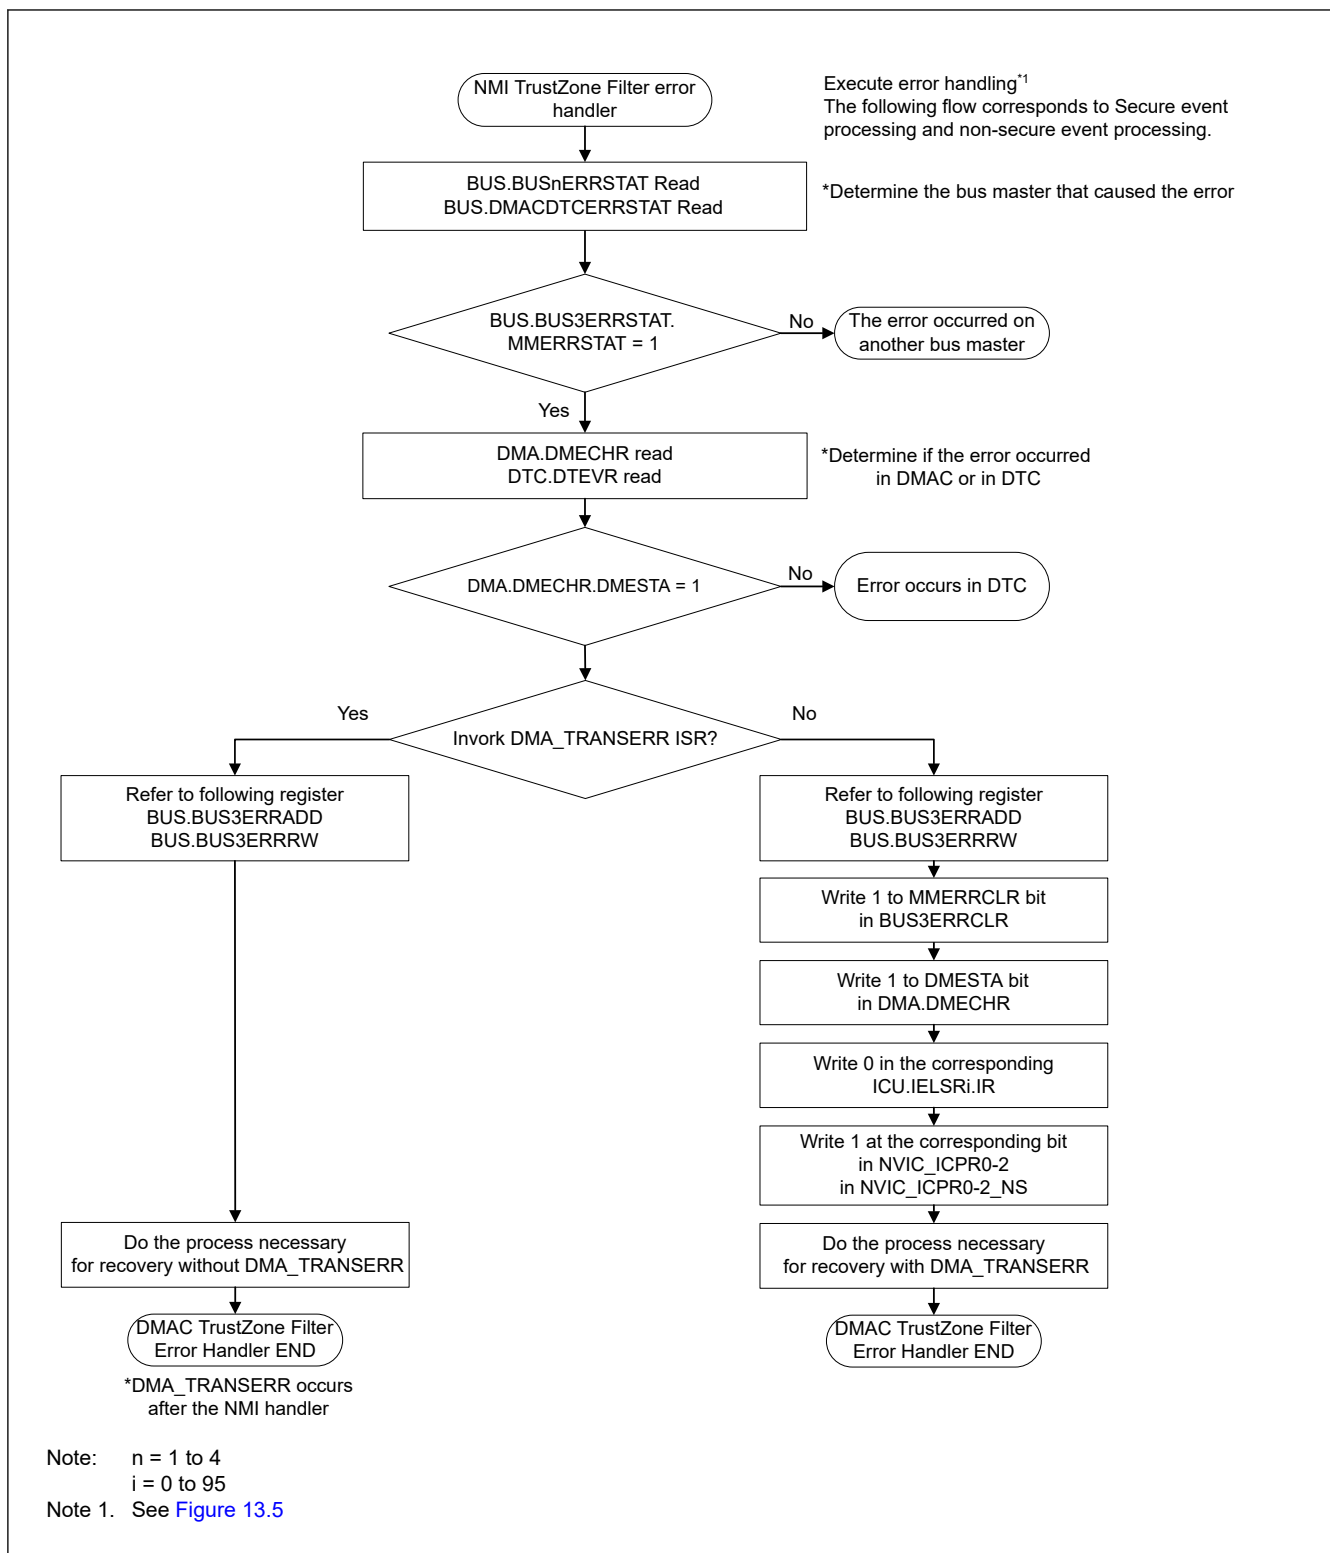 NMI TrustZone Filter error
handler
Execute error handling*1
The following flow corresponds to Secure event
processing and non-secure event processing.
BUS.BUSnERRSTAT Read
BUS.DMACDTCERRSTAT Read
*Determine the bus master that caused the error
BUS.BUS3ERRSTAT.
MMERRSTAT = 1
No
The error occurred on
another bus master
Yes
DMA.DMECHR read
DTC.DTEVR read
*Determine if the error occurred
in DMAC or in DTC
DMA.DMECHR.DMESTA = 1
No
Error occurs in DTC
Yes
No
Invork DMA_TRANSERR ISR?
Refer to following register
BUS.BUS3ERRADD
BUS.BUS3ERRRW
Refer to following register
BUS.BUS3ERRADD
BUS.BUS3ERRRW
Write 1 to MMERRCLR bit
in BUS3ERRCLR
Write 1 to DMESTA bit
in DMA.DMECHR
Write 0 in the corresponding
ICU.IELSRi.IR
Write 1 at the corresponding bit
in NVIC_ICPR0-2
in NVIC_ICPR0-2_NS
Do the process necessary
for recovery without DMA_TRANSERR
Do the process necessary
for recovery with DMA_TRANSERR
DMAC TrustZone Filter
Error Handler END
DMAC TrustZone Filter
Error Handler END
*DMA_TRANSERR occurs
after the NMI handler
Note: n = 1 to 4
i = 0 to 95
Note 1. See Figure 13.5